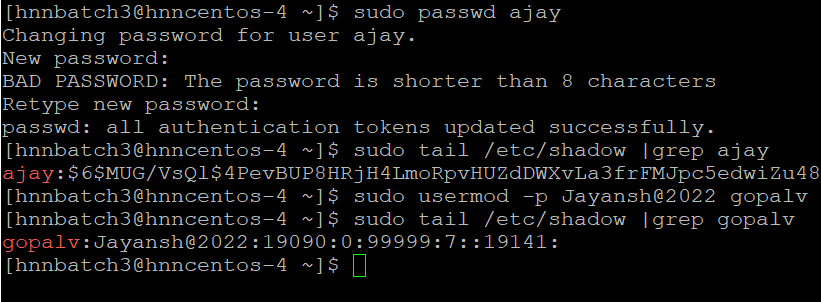 [hnnbatch3@hnncentos-4 ~]$ sudo passwd ajay
Changing password for user ajay.
New password:
BAD PASSWORD: The password is shorter than 8 characters
Retype new password:
passwd: all authentication tokens updated successfully.
[hnnbatch3@hnncentos-4 ~]$ sudo tail /etc/shadow |grep ajay
ajay:$6$MUG/VsQl$4PevBUP8HRjH4LmoRpvHUZdDWXvLa3frFMJpc5edwiZu48
[hnnbatch3@hnncentos-4 ~]$ sudo usermod -p Jayansh@2022 gopalv
[hnnbatch3@hnncentos-4 ~]$ sudo tail /etc/shadow |grep gopalv
gopalv:Jayansh@2022:19090:0:99999:7::19141:
[hnnbatch3@hnncentos-4 ~]$